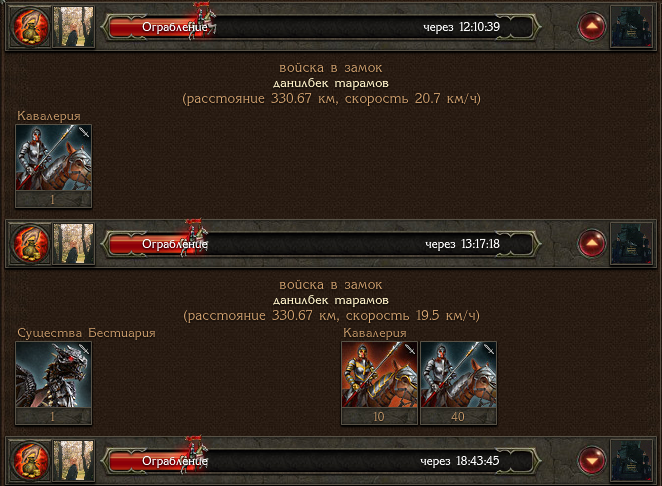 Ограбление через 12:10:39
войска в замок
данилбек тарамов
(расстояние 330.67 км, скорость 20.7 км/ч)
Кавалерия
1
Ограбление через 13:17:18
войска в замок
данилбек тарамов
(расстояние 330.67 км, скорость 19.5 км/ч)
Существа Бестиария Кавалерия
1 10 40
Ограбление через 18:43:45